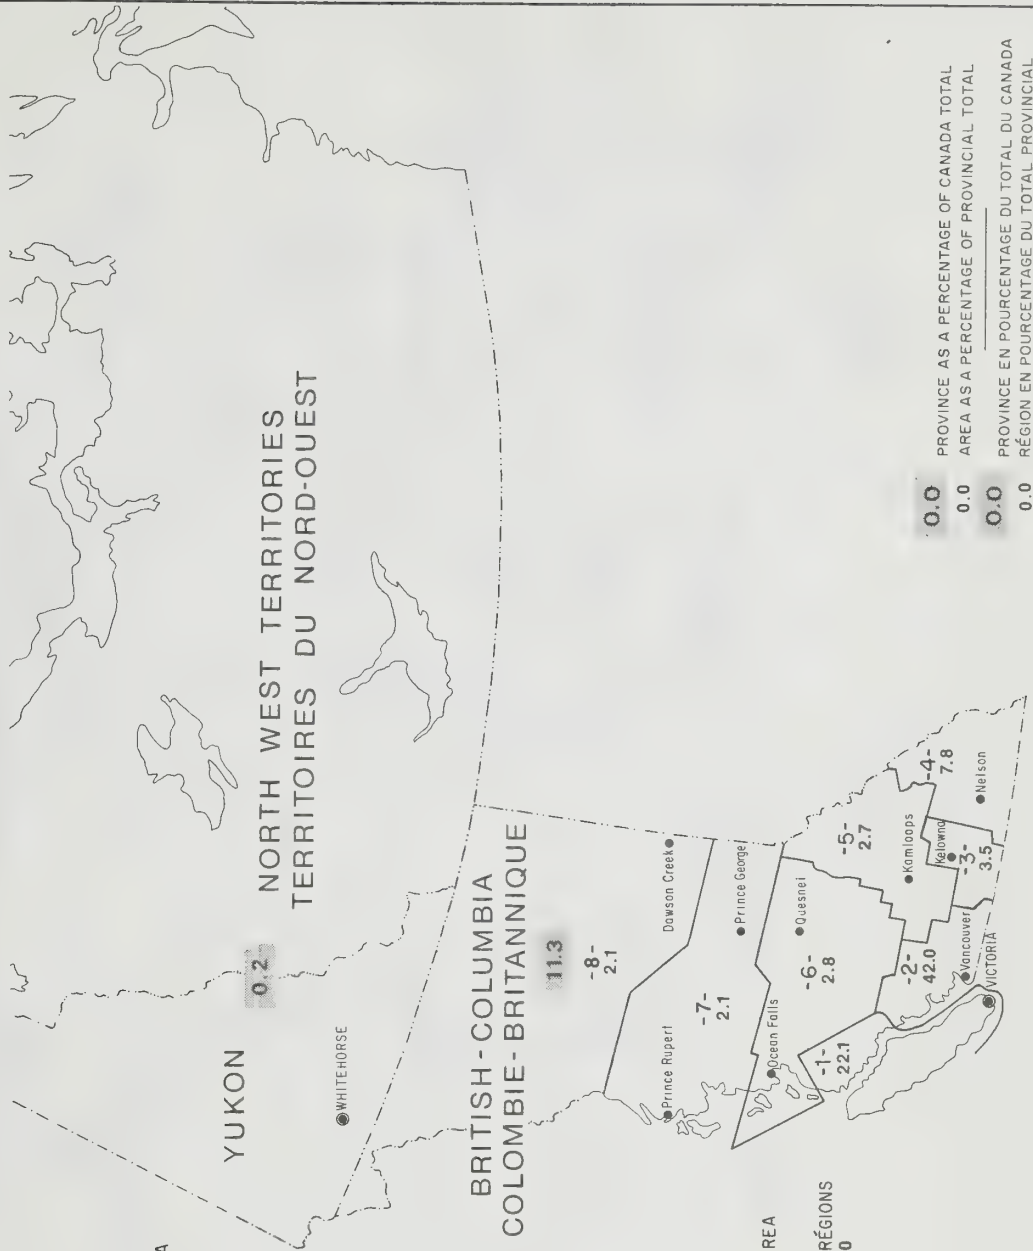 YUKON
WHITEHORSE
0.2
NORTH WEST TERRITORIES
TERRITOIRES DU NORD-OUEST
BRITISH-COLUMBIA
COLOMBIE-BRITANNIQUE
11.3
-8-
2.1
Dawson Creek
Prince Rupert
-7-
2.1
Prince George
Ocean Falls
-6-
2.8
Quesnel
-5-
2.7
Kamloops
-1-
22.1
-2-
42.0
Vancouver
VICTORIA
Kelowna
-3-
3.5
-4-
7.8
Nelson
A
REA
RÉGIONS
0
0.0 PROVINCE AS A PERCENTAGE OF CANADA TOTAL
0.0 AREA AS A PERCENTAGE OF PROVINCIAL TOTAL
0.0 PROVINCE EN POURCENTAGE DU TOTAL DU CANADA
0.0 RÉGION EN POURCENTAGE DU TOTAL PROVINCIAL